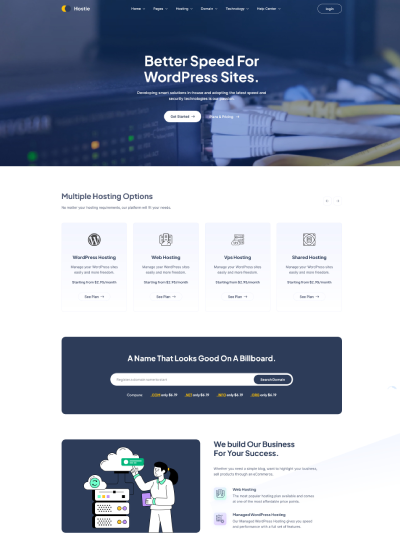 Hostie
Home Pages Hosting Domain Technology Help Center
login
Better Speed For
WordPress Sites.
Developing smart solutions in-house and adopting the latest speed and
security technologies is our passion.
Get Started → Plans & Pricing →
Multiple Hosting Options
No matter your hosting requirements, our platform will fit your needs.
WordPress Hosting
Manage your WordPress sites
easily and more freedom.
Starting from $2.95/month
See Plan →
Web Hosting
Manage your WordPress sites
easily and more freedom.
Starting from $2.95/month
See Plan →
Vps Hosting
Manage your WordPress sites
easily and more freedom.
Starting from $2.95/month
See Plan →
Shared Hosting
Manage your WordPress sites
easily and more freedom.
Starting from $2.95/month
See Plan →
A Name That Looks Good On A Billboard.
Register a domain name to start
Search Domain
Compare: .COM only $6.19 .NET only $6.19 .INFO only $6.19 .ORG only $6.19
We build Our Business
For Your Success.
Whether you need a simple blog, want to highlight your business,
sell products through an eCommerce.
Web Hosting
The most popular hosting plan available and comes
at one of the most affordable price points.
Managed WordPress Hosting
Our Managed WordPress Hosting gives you speed
and performance with a full set of features.